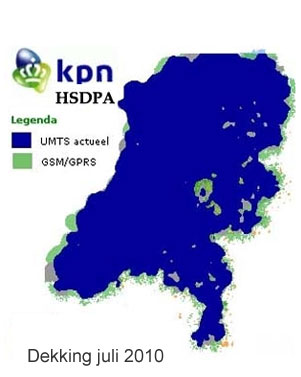 kpn
HSDPA
Legenda
UMTS actueel
GSM/GPRS
Dekking juli 2010